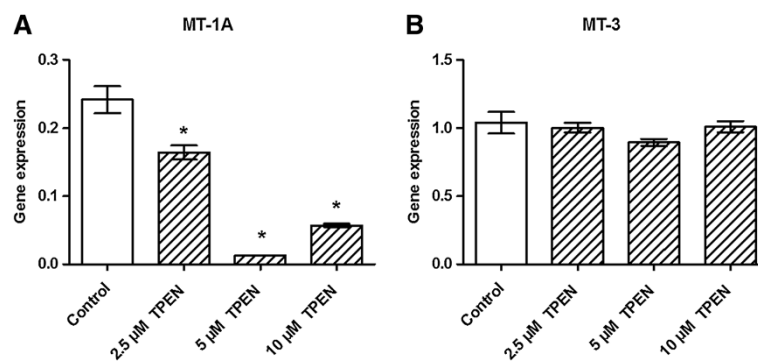 A
MT-1A
Gene expression
0.3
0.2
0.1
0.0
*
*
*
Control
2.5 µM TPEN
5 µM TPEN
10 µM TPEN
B
MT-3
Gene expression
1.5
1.0
0.5
0.0
Control
2.5 µM TPEN
5 µM TPEN
10 µM TPEN